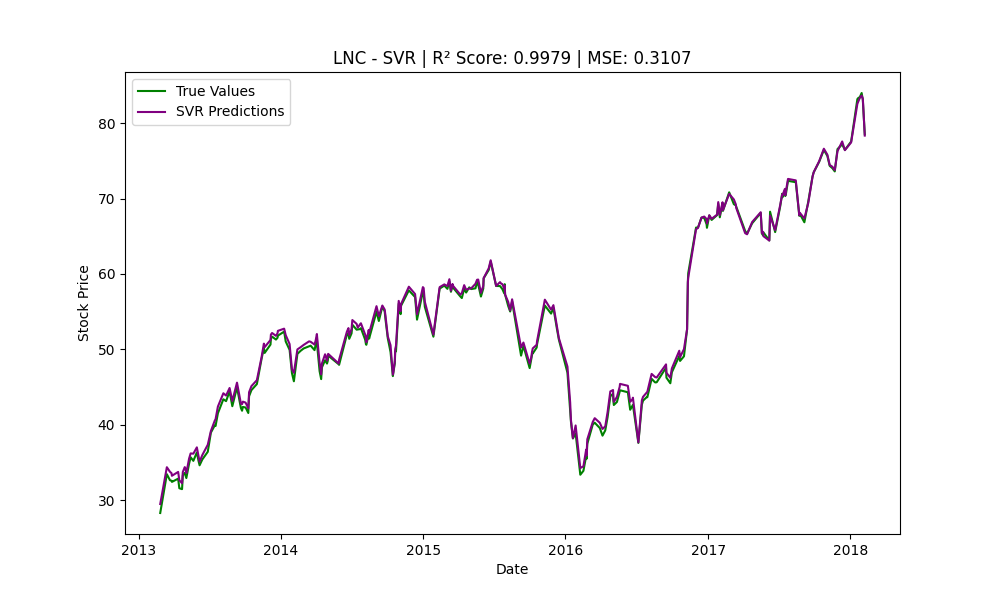 LNC - SVR | R² Score: 0.9979 | MSE: 0.3107
True Values
SVR Predictions
Stock Price
80
70
60
50
40
30
2013 2014 2015 2016 2017 2018
Date